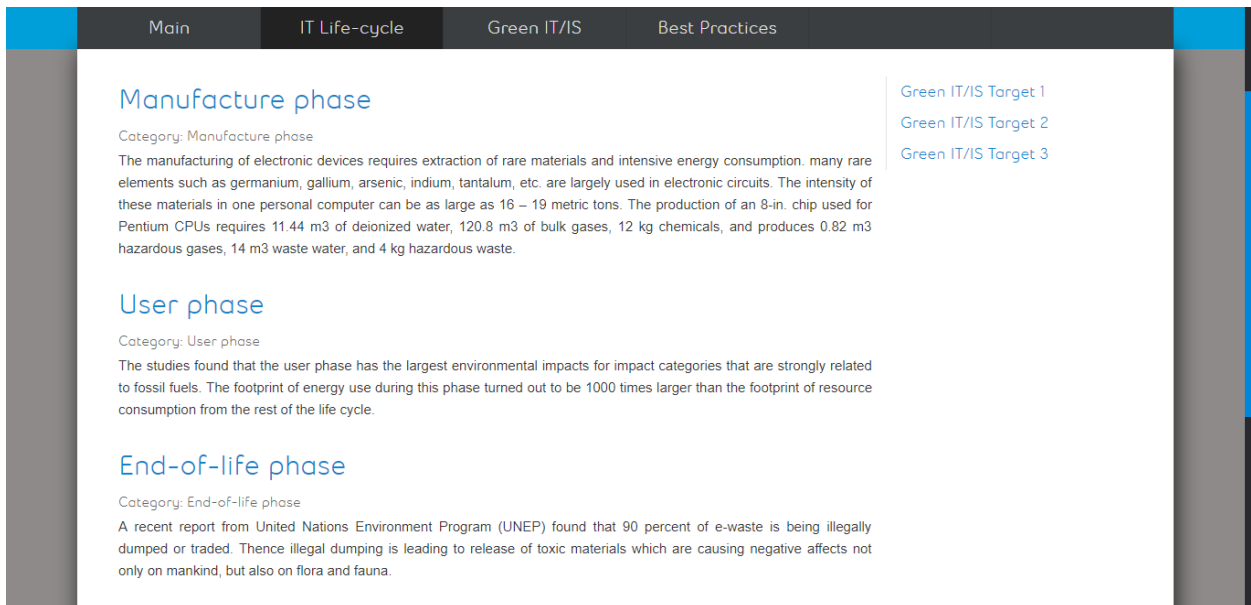 Main IT Life-cycle Green IT/IS Best Practices
Manufacture phase
Category: Manufacture phase
The manufacturing of electronic devices requires extraction of rare materials and intensive energy consumption. many rare
elements such as germanium, gallium, arsenic, indium, tantalum, etc. are largely used in electronic circuits. The intensity of
these materials in one personal computer can be as large as 16 – 19 metric tons. The production of an 8-in. chip used for
Pentium CPUs requires 11.44 m3 of deionized water, 120.8 m3 of bulk gases, 12 kg chemicals, and produces 0.82 m3
hazardous gases, 14 m3 waste water, and 4 kg hazardous waste.
User phase
Category: User phase
The studies found that the user phase has the largest environmental impacts for impact categories that are strongly related
to fossil fuels. The footprint of energy use during this phase turned out to be 1000 times larger than the footprint of resource
consumption from the rest of the life cycle.
End-of-life phase
Category: End-of-life phase
A recent report from United Nations Environment Program (UNEP) found that 90 percent of e-waste is being illegally
dumped or traded. Thence illegal dumping is leading to release of toxic materials which are causing negative affects not
only on mankind, but also on flora and fauna.
Green IT/IS Target 1
Green IT/IS Target 2
Green IT/IS Target 3